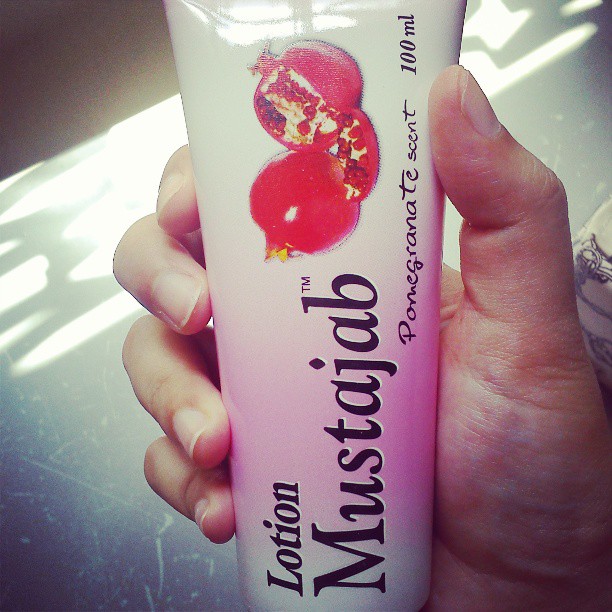 Lotion
Mustajab™
Pomegranate scent
100 ml